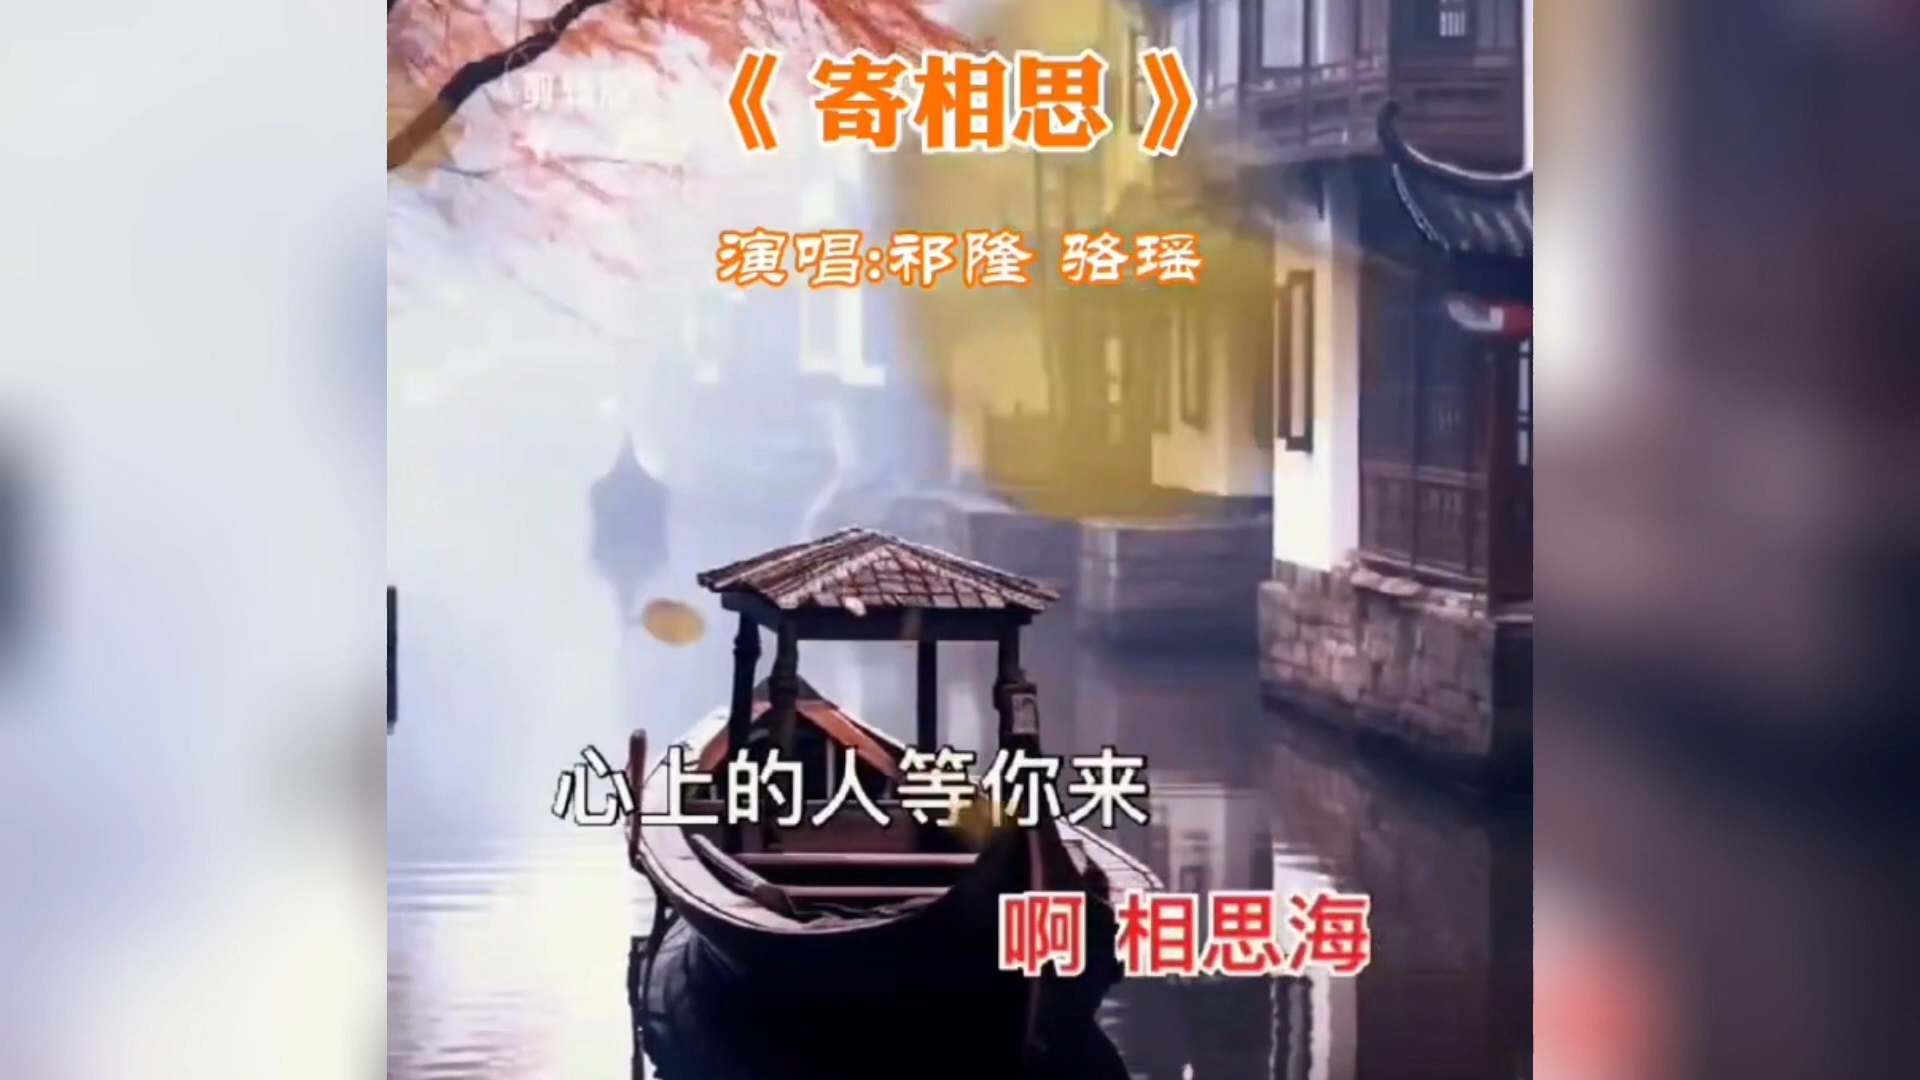 《寄相思》
演唱:祁隆 骆瑶
心上的人等你来
啊 相思海